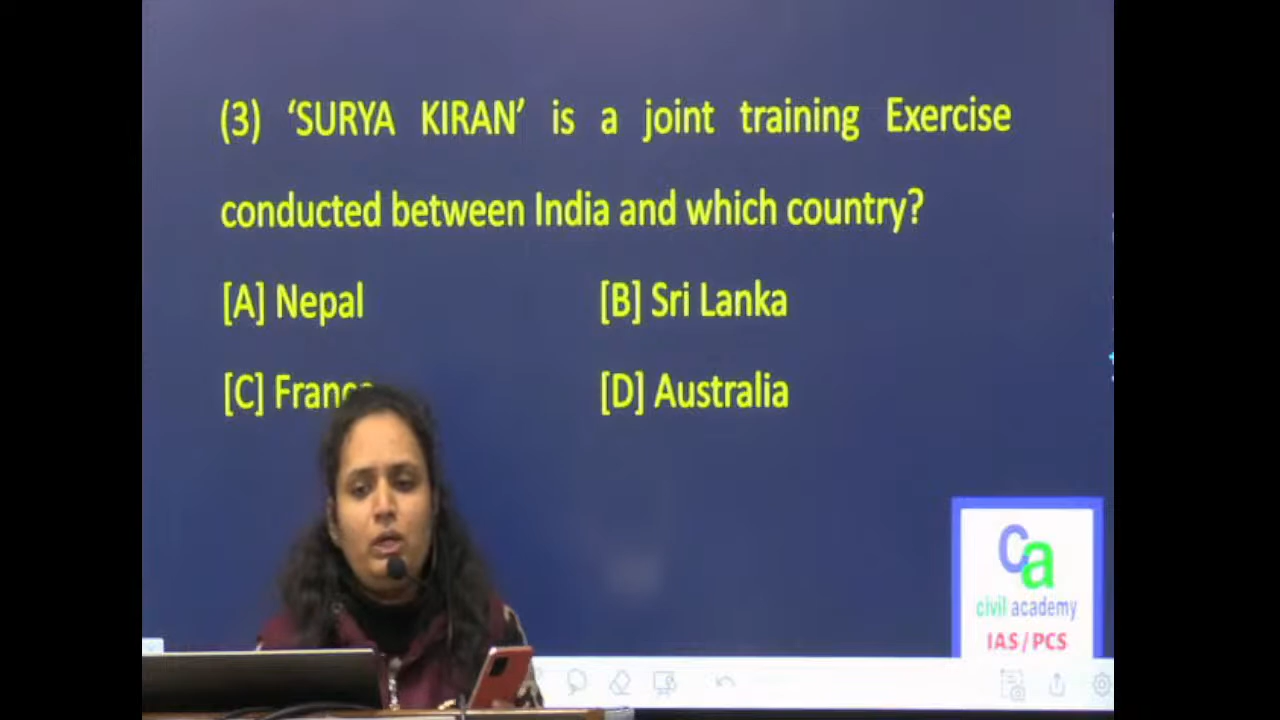 (3) ‘SURYA KIRAN’ is a joint training Exercise
conducted between India and which country?
[A] Nepal [B] Sri Lanka
[C] France [D] Australia
ca
civil academy
IAS/PCS